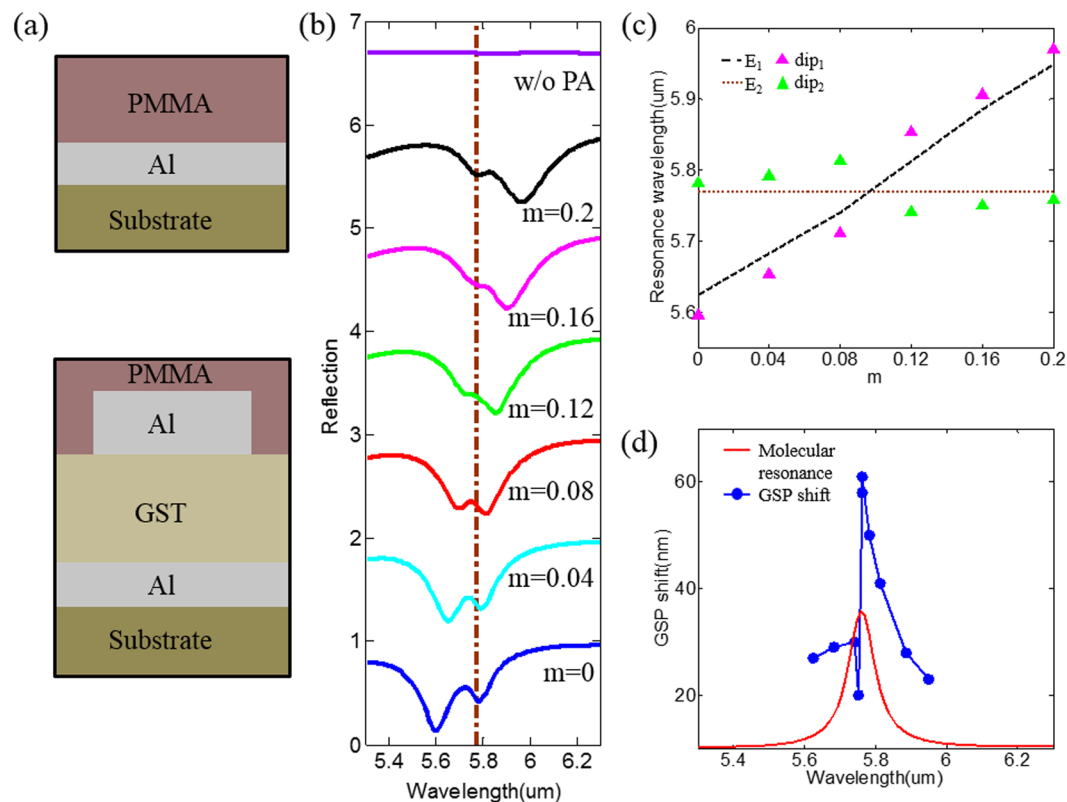 (a)
PMMA
Al
Substrate
PMMA
Al
GST
Al
Substrate
(b)
7
6
5
4
3
2
1
0
Reflection
w/o PA
m=0.2
m=0.16
m=0.12
m=0.08
m=0.04
m=0
5.4 5.6 5.8 6 6.2
Wavelength(um)
(c)
6
5.9
5.8
5.7
5.6
Resonance wavelength(um)
E1 dip1
E2 dip2
0 0.04 0.08 0.12 0.16 0.2
m
(d)
60
40
20
GSP shift(nm)
Molecular
resonance
GSP shift
5.4 5.6 5.8 6 6.2
Wavelength(um)